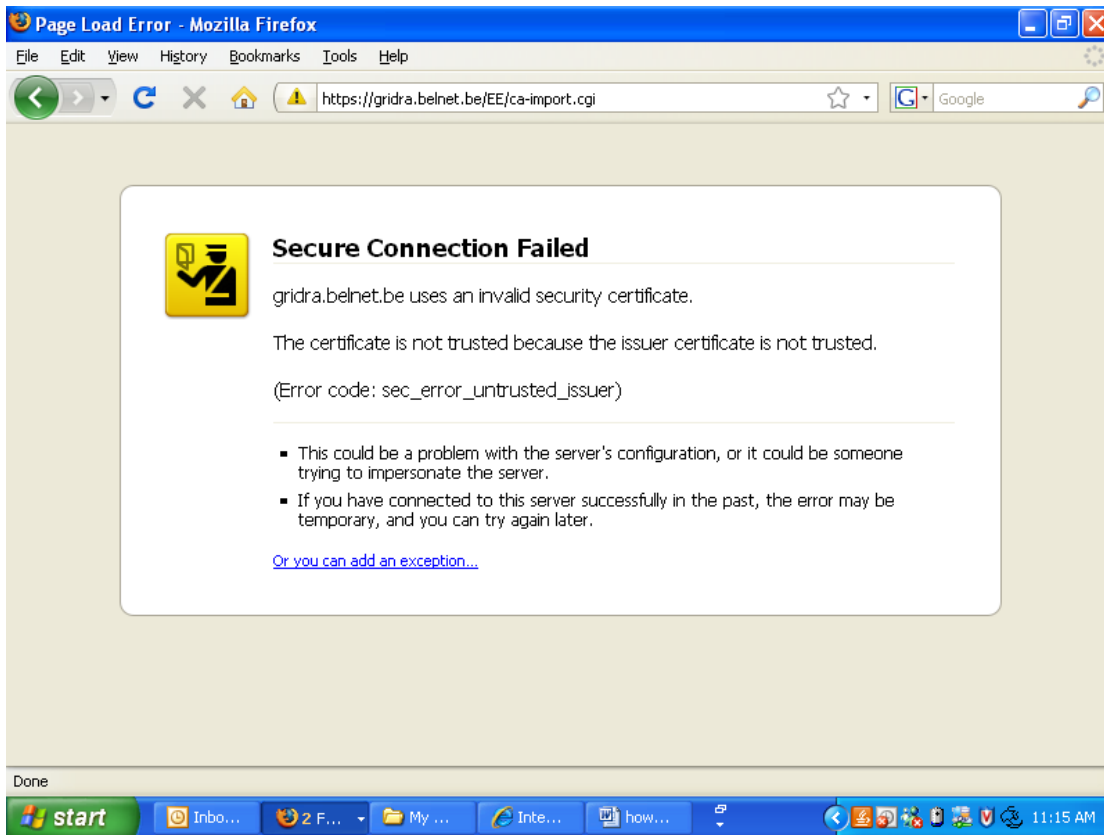 Page Load Error - Mozilla Firefox
File Edit View History Bookmarks Tools Help
https://gridra.belnet.be/EE/ca-import.cgi
G Google
Secure Connection Failed
gridra.belnet.be uses an invalid security certificate.
The certificate is not trusted because the issuer certificate is not trusted.
(Error code: sec_error_untrusted_issuer)
This could be a problem with the server's configuration, or it could be someone
trying to impersonate the server.
If you have connected to this server successfully in the past, the error may be
temporary, and you can try again later.
Or you can add an exception...
Done
start Inbo... 2 F... My ... Inte... how... 11:15 AM